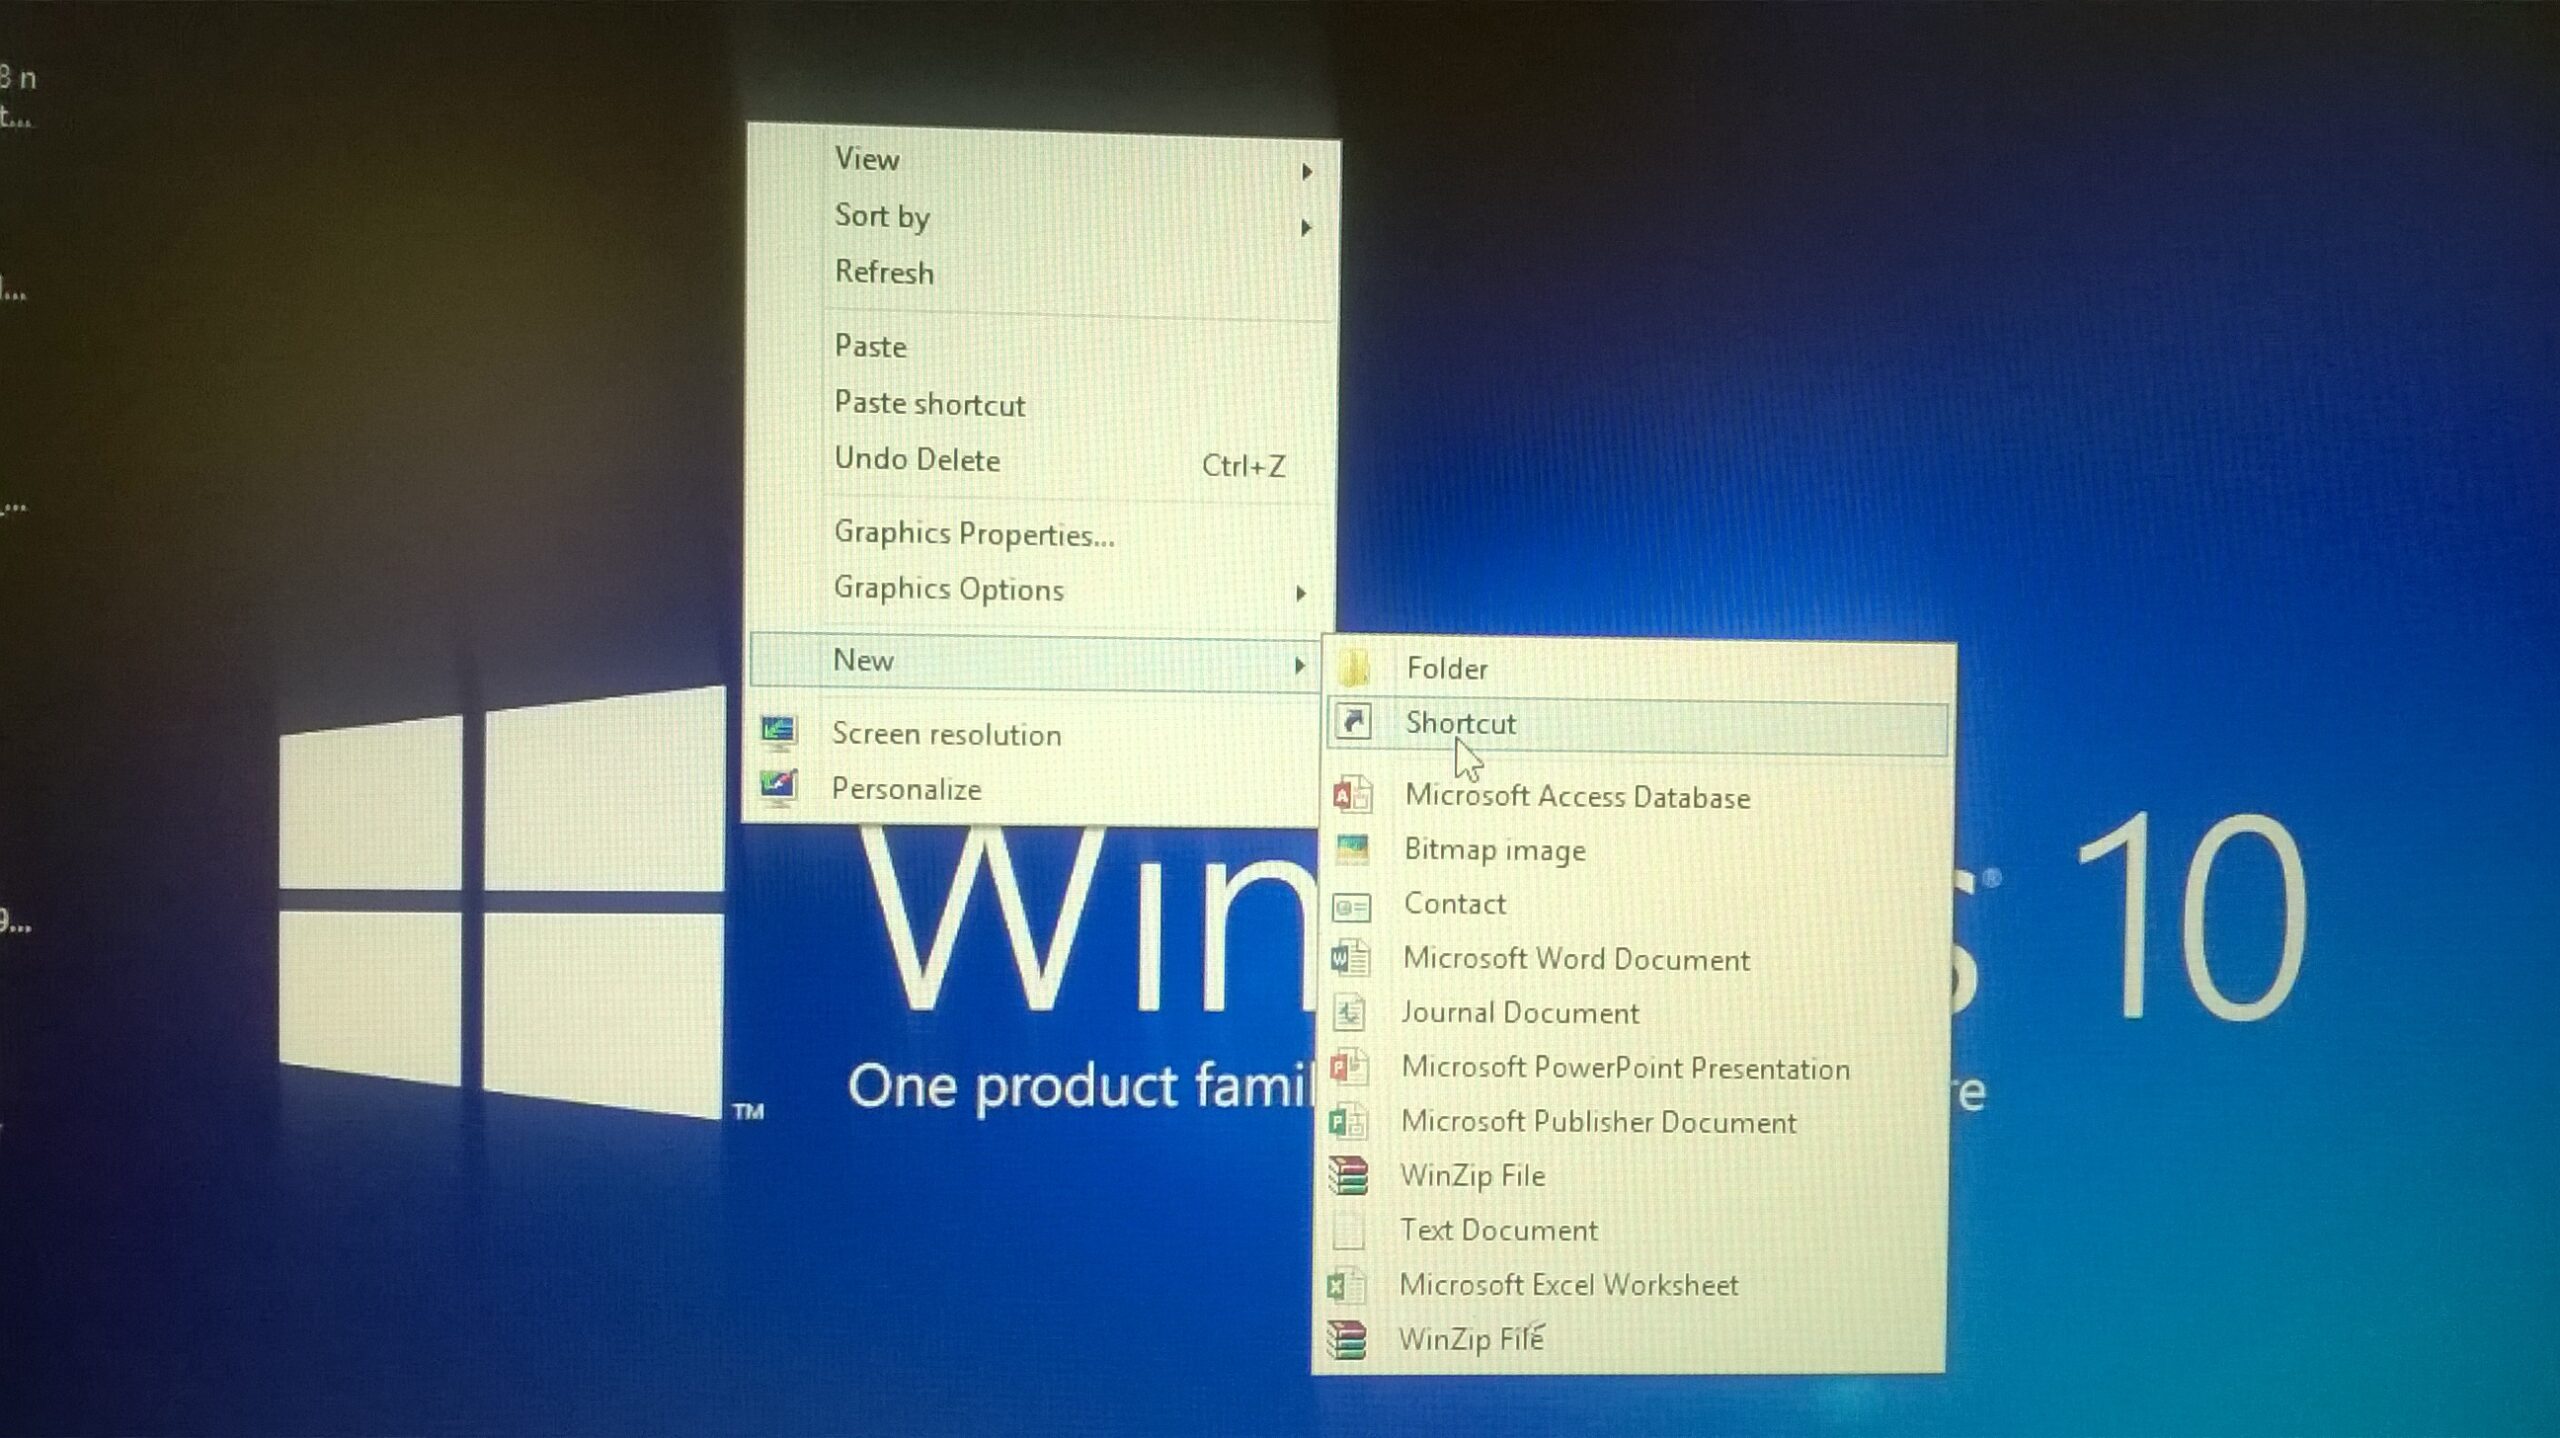 8 n
t...
View
Sort by
Refresh
Paste
Paste shortcut
Undo Delete Ctrl+Z
Graphics Properties...
Graphics Options
New
Screen resolution
Personalize
Folder
Shortcut
Microsoft Access Database
Bitmap image
Contact
Microsoft Word Document
Journal Document
Microsoft PowerPoint Presentation
Microsoft Publisher Document
WinZip File
Text Document
Microsoft Excel Worksheet
WinZip File
Win s® 10
One product famil re
TM
9...